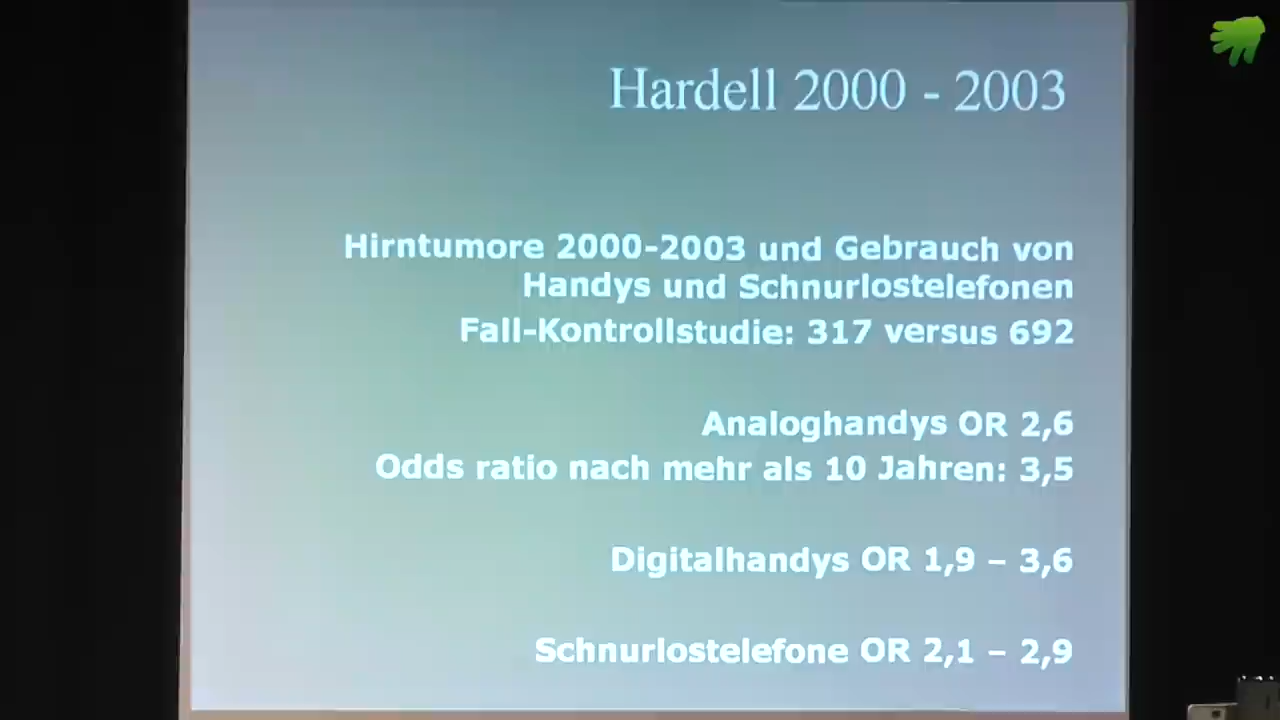 Hardell 2000 - 2003
Hirntumore 2000-2003 und Gebrauch von
Handys und Schnurlostelefonen
Fall-Kontrollstudie: 317 versus 692
Analoghandys OR 2,6
Odds ratio nach mehr als 10 Jahren: 3,5
Digitalhandys OR 1,9 – 3,6
Schnurlostelefone OR 2,1 – 2,9